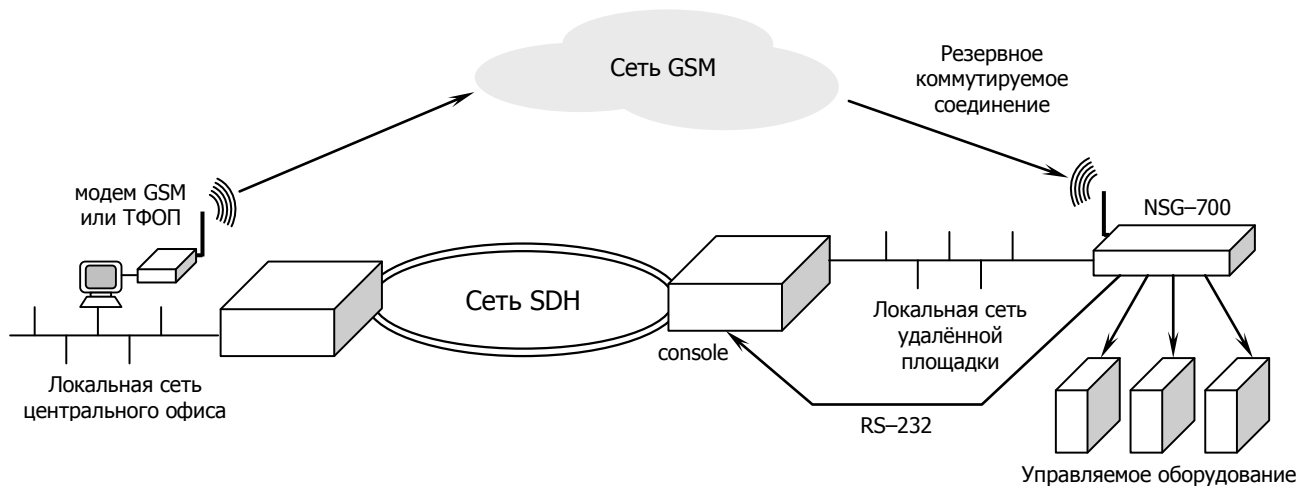 Сеть GSM
Резервное
коммутируемое
соединение
модем GSM
или ТФОП
NSG–700
Сеть SDH
Локальная сеть
удалённой
площадки
console
Локальная сеть
центрального офиса
RS–232
Управляемое оборудование